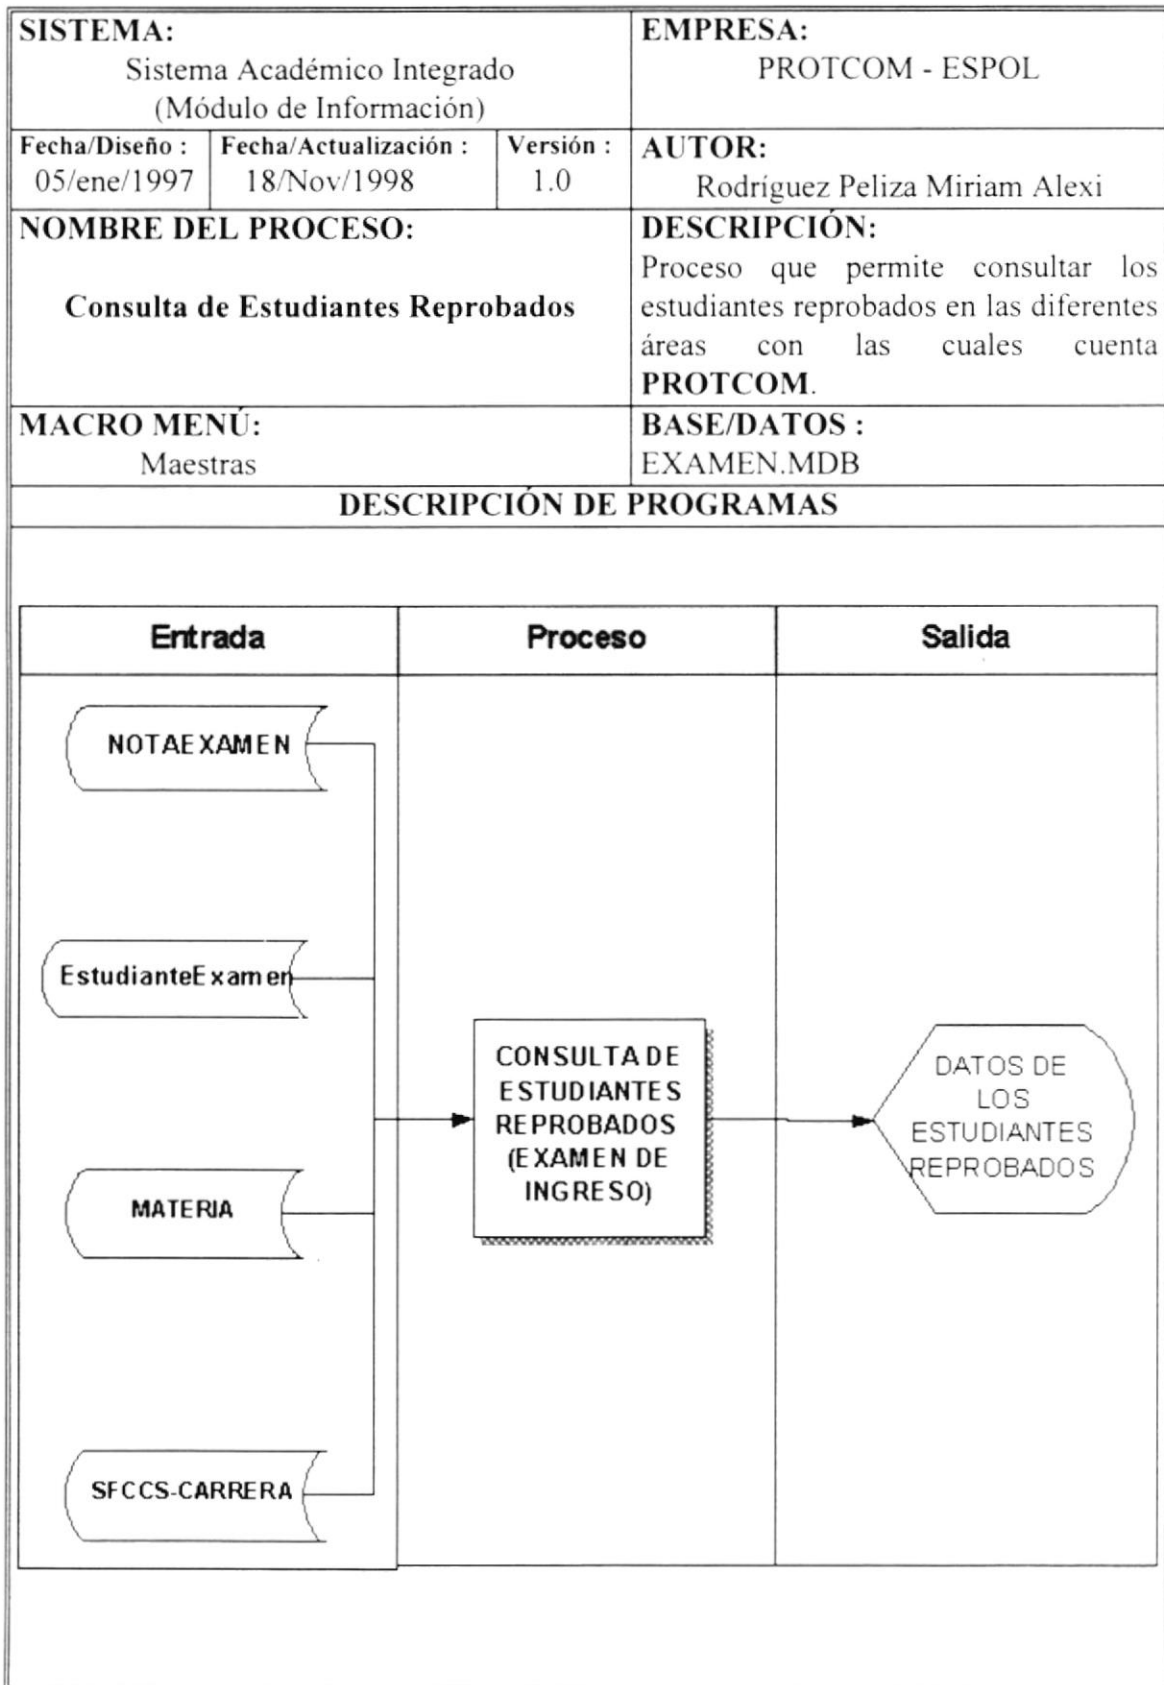 SISTEMA:
Sistema Académico Integrado
(Módulo de Información)
EMPRESA:
PROTCOM - ESPOL
Fecha/Diseño :
05/ene/1997
Fecha/Actualización :
18/Nov/1998
Versión :
1.0
AUTOR:
Rodríguez Peliza Miriam Alexi
NOMBRE DEL PROCESO:
Consulta de Estudiantes Reprobados
DESCRIPCIÓN:
Proceso que permite consultar los
estudiantes reprobados en las diferentes
áreas con las cuales cuenta
PROTCOM.
MACRO MENÚ:
Maestras
BASE/DATOS :
EXAMEN.MDB
DESCRIPCIÓN DE PROGRAMAS
Entrada
Proceso
Salida
NOTAEXAMEN
EstudianteExamen
MATERIA
SFCCS-CARRERA
CONSULTA DE
ESTUDIANTES
REPROBADOS
(EXAMEN DE
INGRESO)
DATOS DE
LOS
ESTUDIANTES
REPROBADOS